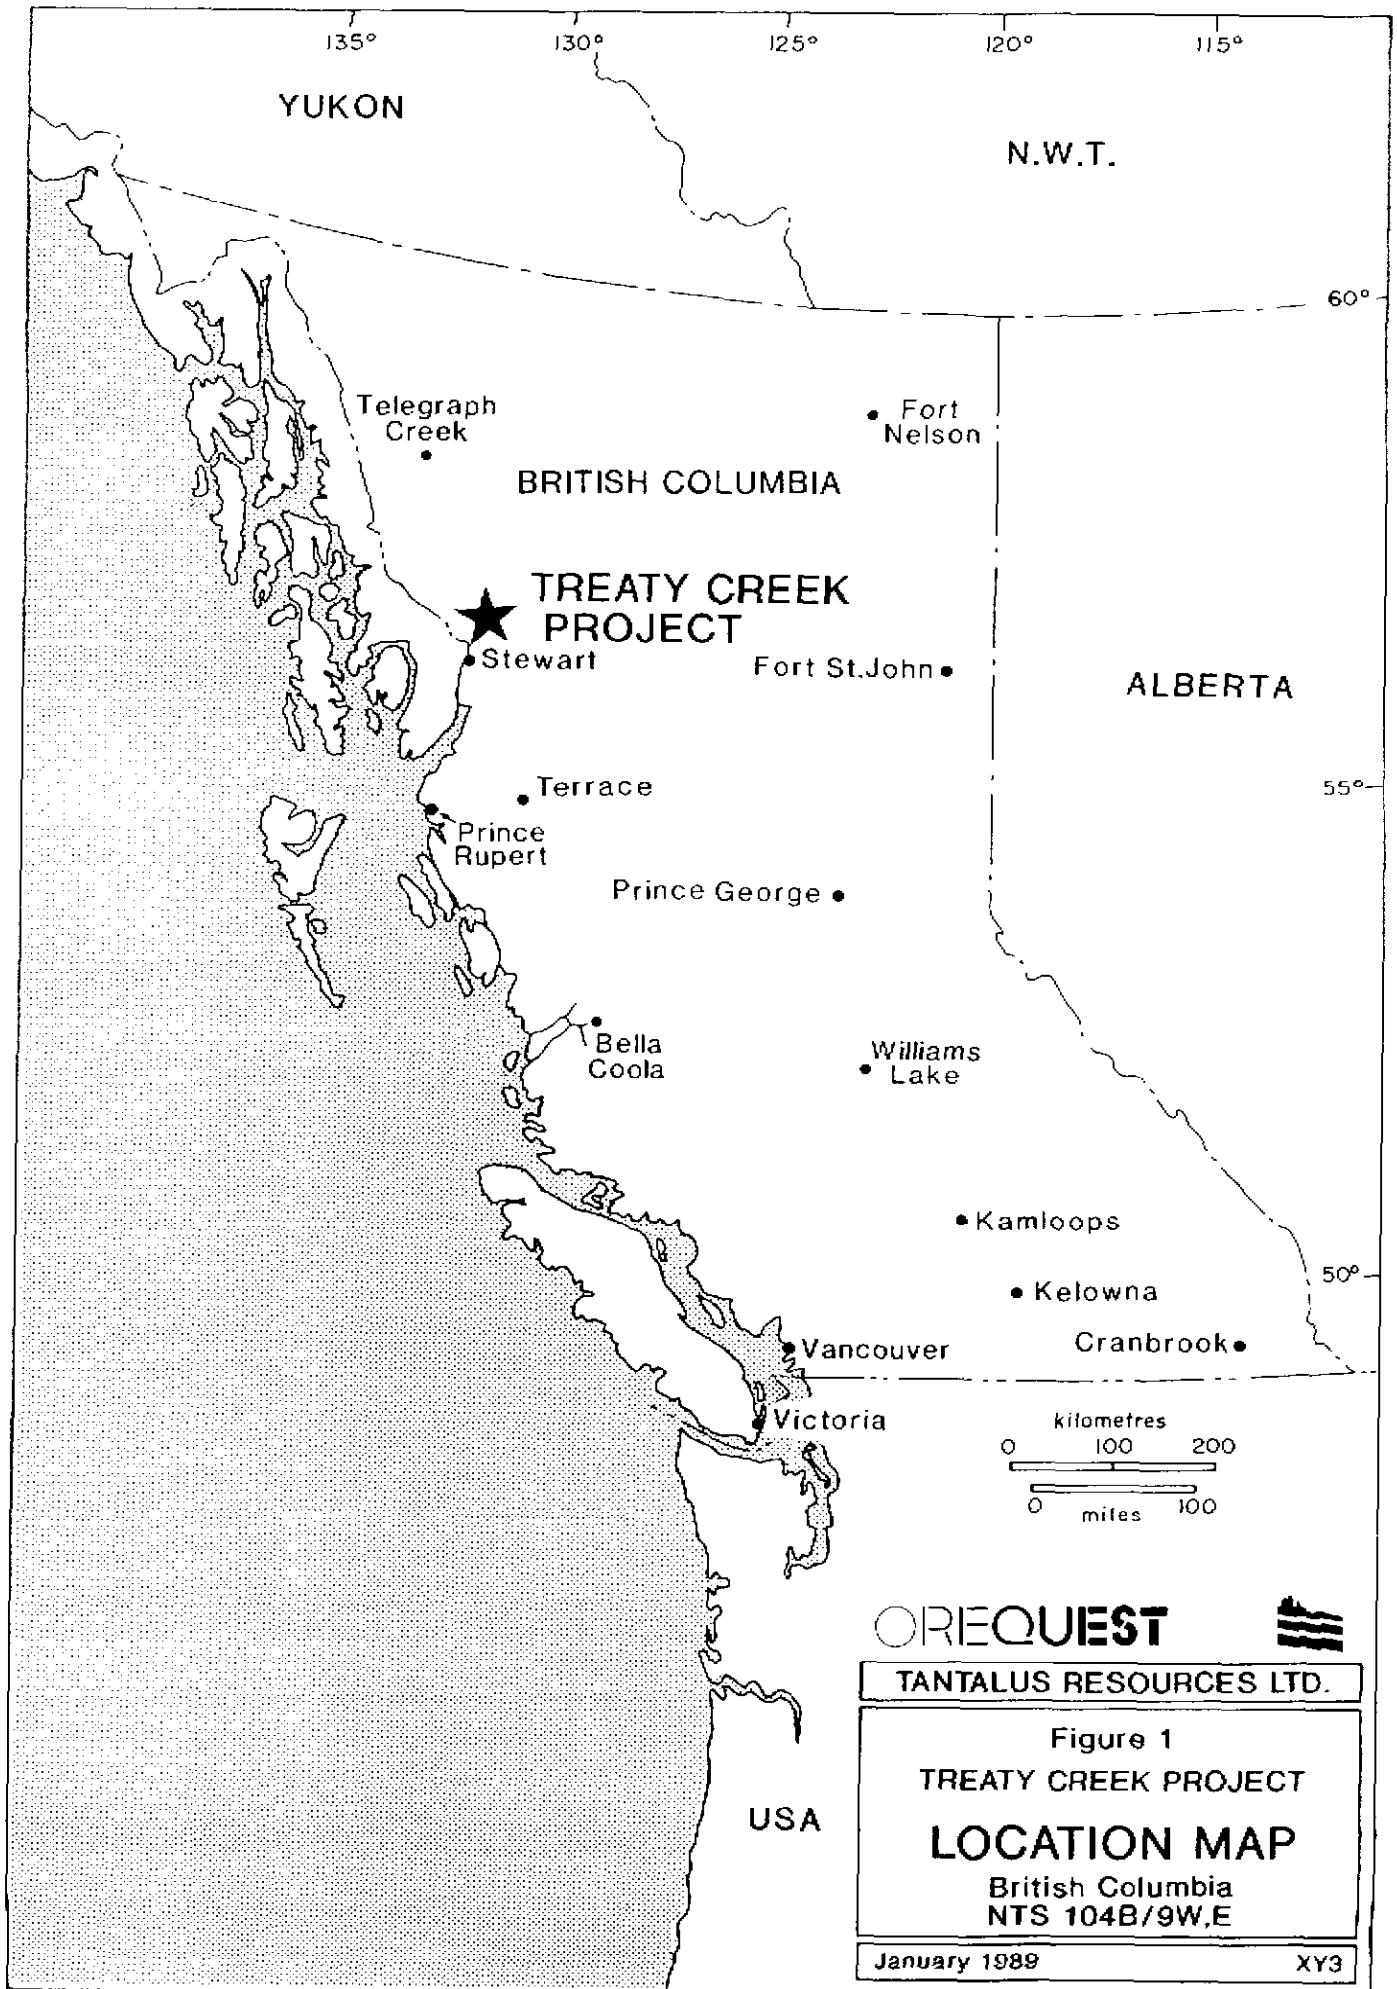 135° 130° 125° 120° 115°
YUKON
N.W.T.
60°
Telegraph
Creek
Fort
Nelson
BRITISH COLUMBIA
TREATY CREEK
PROJECT
Stewart
Fort St.John
ALBERTA
55°
Terrace
Prince
Rupert
Prince George
Bella
Coola
Williams
Lake
Kamloops
50°
Kelowna
Cranbrook
Vancouver
Victoria
kilometres
0 100 200
0 miles 100
OREQUEST
TANTALUS RESOURCES LTD.
Figure 1
TREATY CREEK PROJECT
USA
LOCATION MAP
British Columbia
NTS 104B/9W,E
January 1989 XY3